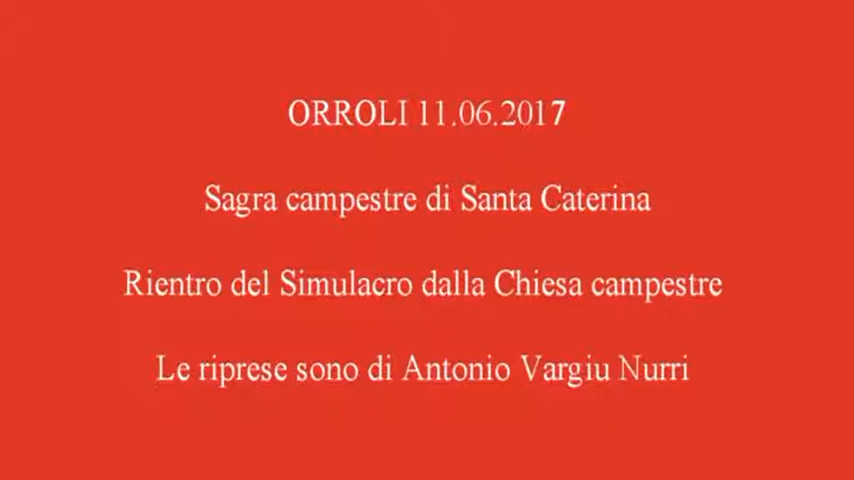 ORROLI 11.06.2017
Sagra campestre di Santa Caterina
Rientro del Simulacro dalla Chiesa campestre
Le riprese sono di Antonio Vargiu Nurri